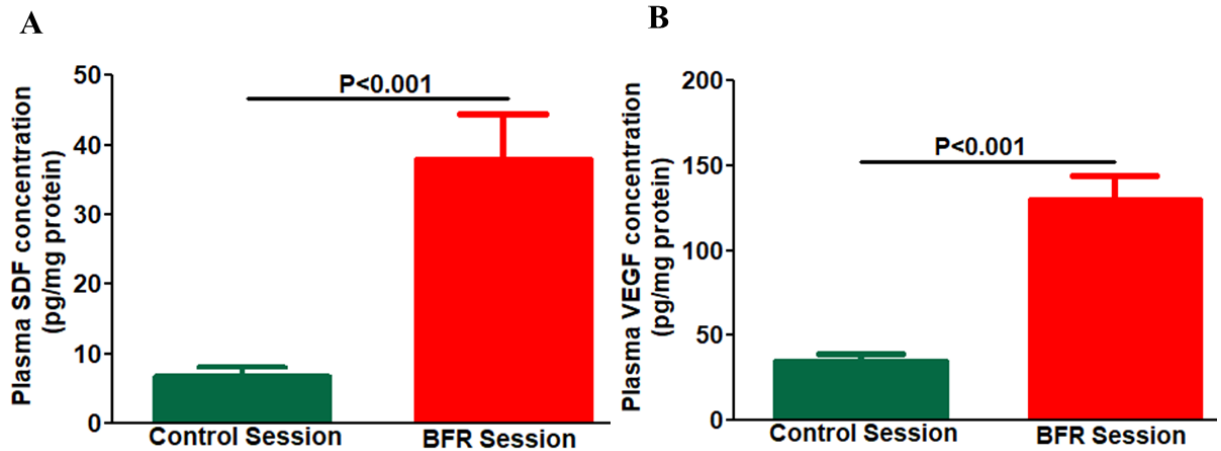 A
Plasma SDF concentration
(pg/mg protein)
50
40
30
20
10
0
P<0.001
Control Session
BFR Session
B
Plasma VEGF concentration
(pg/mg protein)
200
150
100
50
0
P<0.001
Control Session
BFR Session